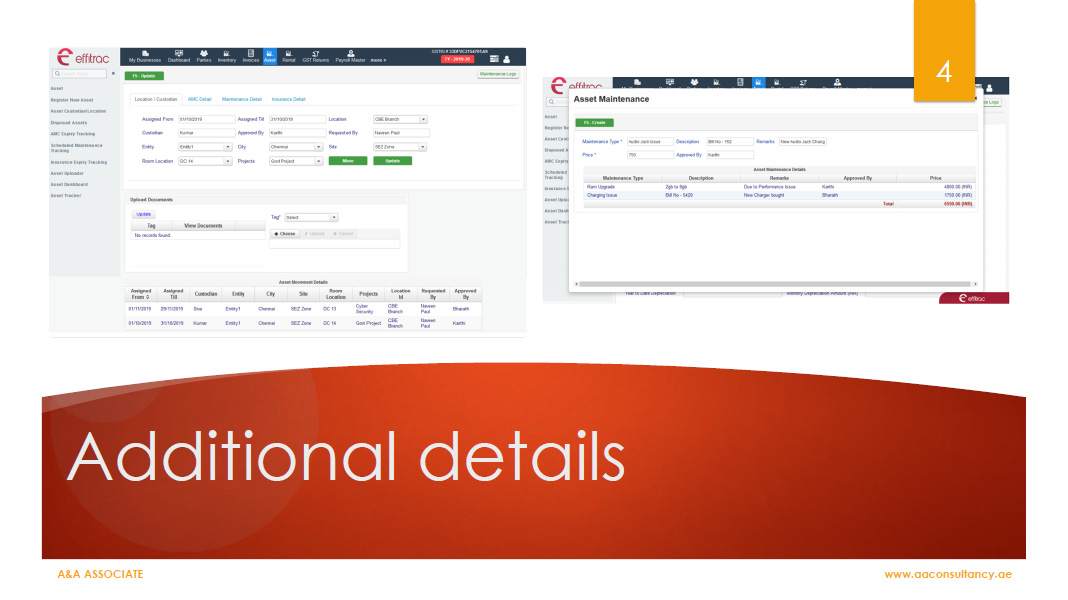 4
effitrac
GSTIN # 33DFVCJ154701A9
My Businesses Dashboard Parties Inventory Invoices Asset Rental GST Returns Payroll Master more »
FY - 2019-20
F5 - Update
Maintenance Logs
Asset
Register New Asset
Asset Custodian/Location
Disposed Assets
AMC Expiry Tracking
Scheduled Maintenance
Tracking
Insurance Expiry Tracking
Asset Uploader
Asset Dashboard
Asset Tracker
Location / Custodian AMC Detail Maintenance Detail Insurance Detail
Assigned From 01/10/2019 Assigned Till 31/10/2019 Location CBE Branch
Custodian Kumar Approved By Karthi Requested By Naveen Paul
Entity Entity1 City Chennai Site SEZ Zone
Room Location DC 14 Projects Govt Project Move Update
Upload Documents
Update
Tag View Documents
No records found.
Tag* Select
Choose Upload Cancel
Asset Movement Details
Assigned From Assigned Till Custodian Entity City Site Room Location Projects Location Id Requested By Approved By
01/11/2019 29/11/2019 Siva Entity1 Chennai SEZ Zone DC 13 Cyber Security CBE Branch Naveen Paul Bharath
01/10/2019 31/10/2019 Kumar Entity1 Chennai SEZ Zone DC 14 Govt Project CBE Branch Naveen Paul Karthi
Asset Maintenance
F5 - Create
Maintenance Type * Audio Jack Issue Description Bill No - 152 Remarks New Audio Jack Chang
Price * 750 Approved By Karthi
Asset Maintenance Details
Maintenance Type Description Remarks Approved By Price
Ram Upgrade 2gb to 8gb Due to Performance Issue Karthi 4800.00 (INR)
Charging Issue Bill No - 5420 New Charger bought Bharath 1750.00 (INR)
Total 6550.00 (INR)
Year to Date Depreciation Monthly Depreciation Amount (INR)
effitrac
Additional details
A&A ASSOCIATE
www.aaconsultancy.ae